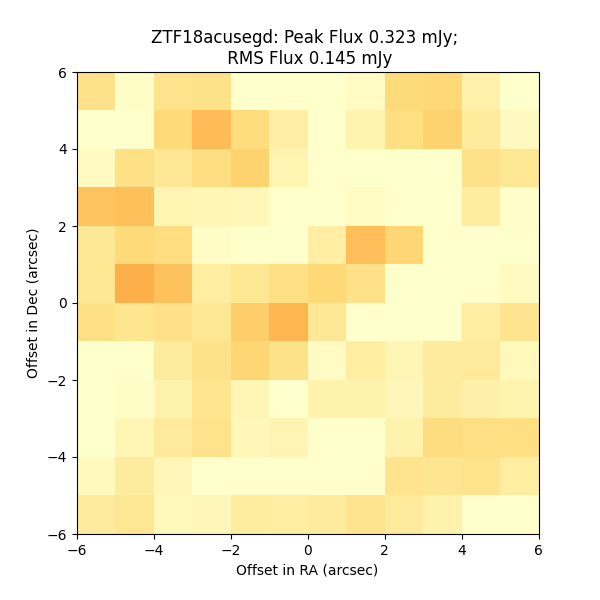 ZTF18acusegd: Peak Flux 0.323 mJy;
RMS Flux 0.145 mJy
6
4
2
0
−2
−4
−6
Offset in Dec (arcsec)
−6 −4 −2 0 2 4 6
Offset in RA (arcsec)